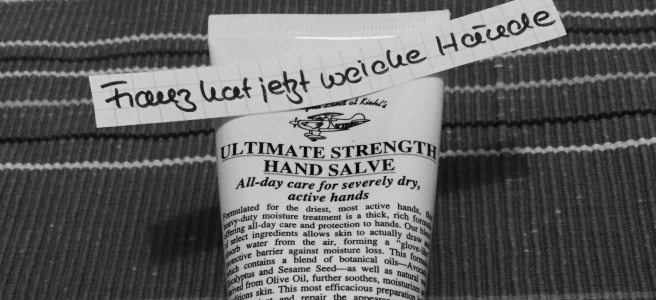 Franz hat jetzt weiche Hände
at Kiehl's
ULTIMATE STRENGTH
HAND SALVE
All-day care for severely dry,
active hands
Formulated for the driest, most active hands,
heavy-duty moisture treatment is a thick, rich
offering all-day care and protection to hands. Our
select ingredients allows skin to actually draw
absorb water from the air, forming a
barrier against moisture loss. This
which contains a blend of botanical oils—
and Sesame Seed—as well as natural
from Olive Oil, further soothes, moisturizes
skin. This most efficacious preparation
and repair the